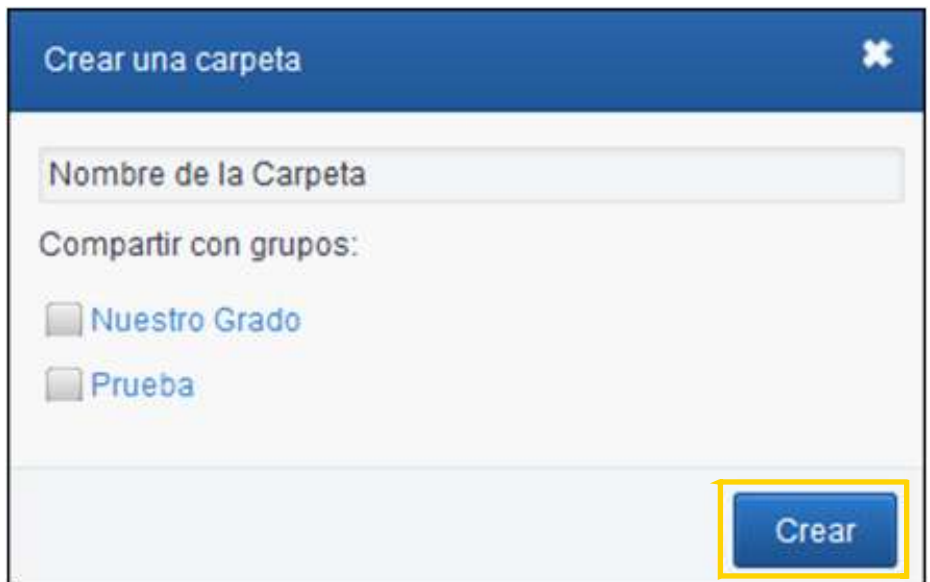 Crear una carpeta
Nombre de la Carpeta
Compartir con grupos:
Nuestro Grado
Prueba
Crear